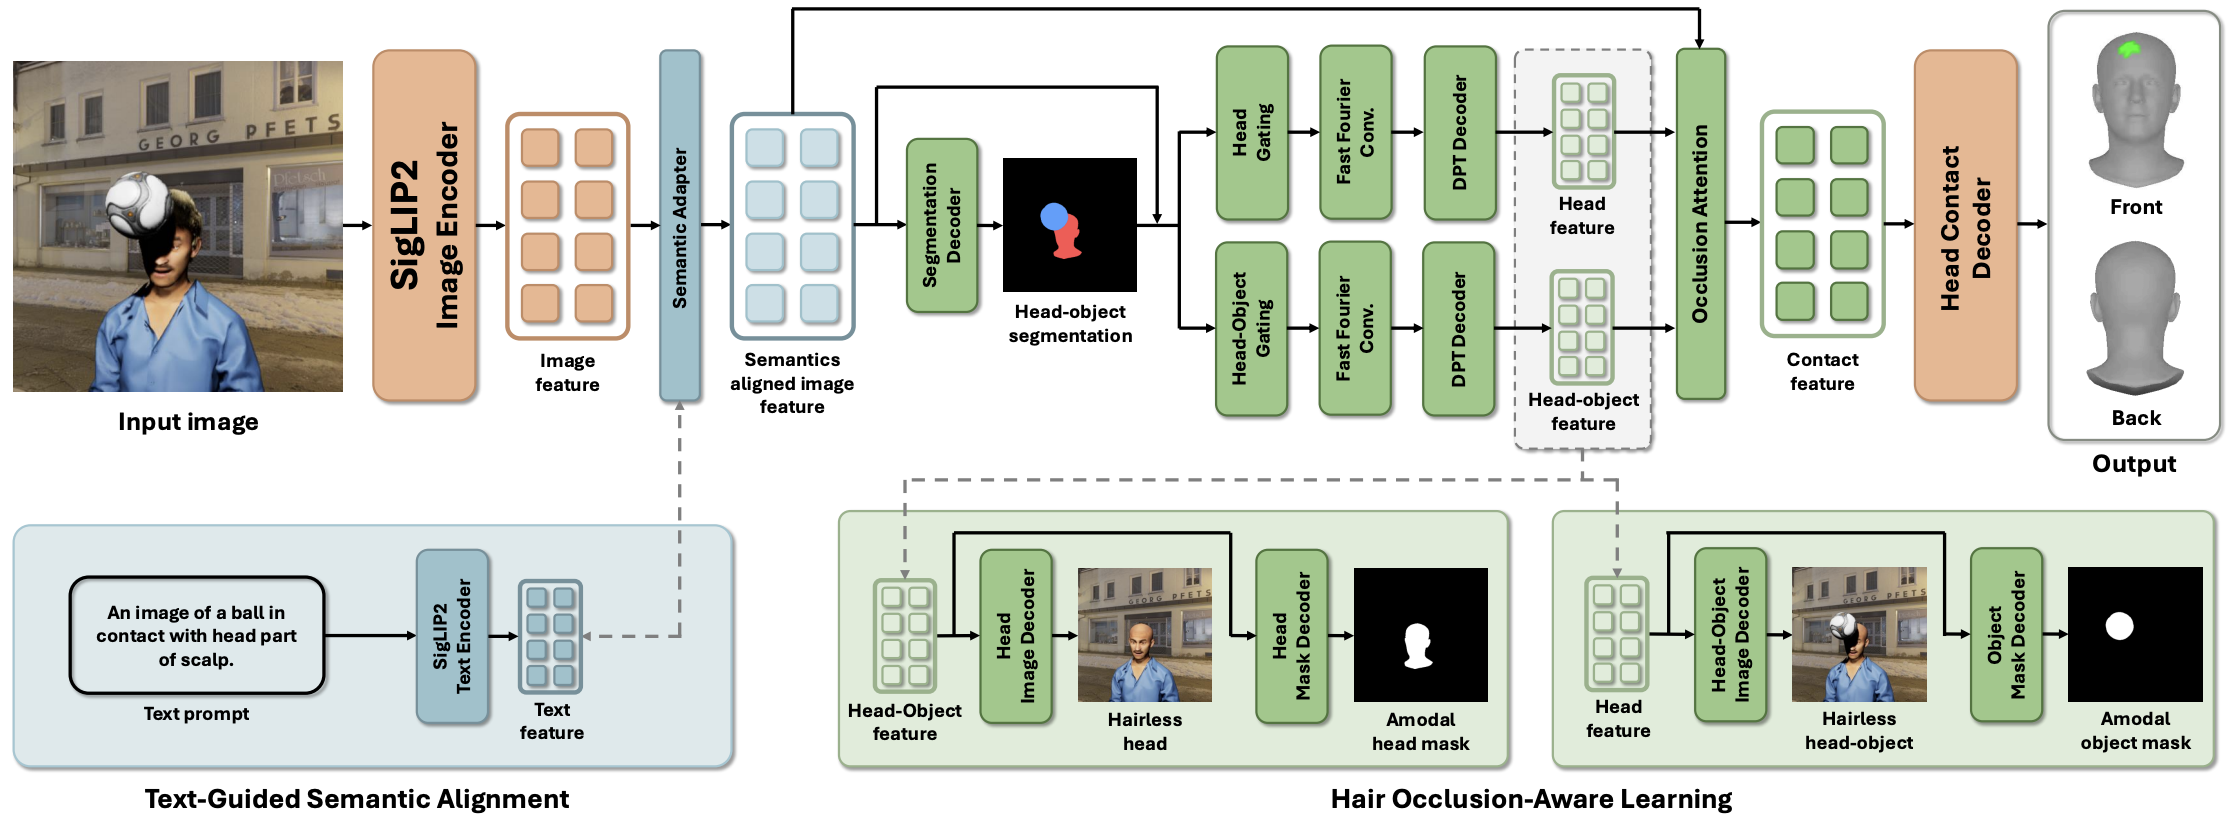 GEORG PFETS
Dietsch
Input image
SigLIP2
Image Encoder
Image
feature
Semantic Adapter
Semantics
aligned image
feature
Segmentation
Decoder
Head-object
segmentation
Head
Gating
Fast Fourier
Conv.
DPT Decoder
Head
feature
Head-Object
Gating
Fast Fourier
Conv.
DPT Decoder
Head-object
feature
Occlusion Attention
Contact
feature
Head Contact
Decoder
Front
Back
Output
An image of a ball in
contact with head part
of scalp.
Text prompt
SigLIP2
Text Encoder
Text
feature
Text-Guided Semantic Alignment
Head-Object
feature
Head
Image Decoder
GEORG PFETS
Hairless
head
Head
Mask Decoder
Amodal
head mask
Head
feature
Head-Object
Image Decoder
GEORG PFETS
Hairless
head-object
Object
Mask Decoder
Amodal
object mask
Hair Occlusion-Aware Learning